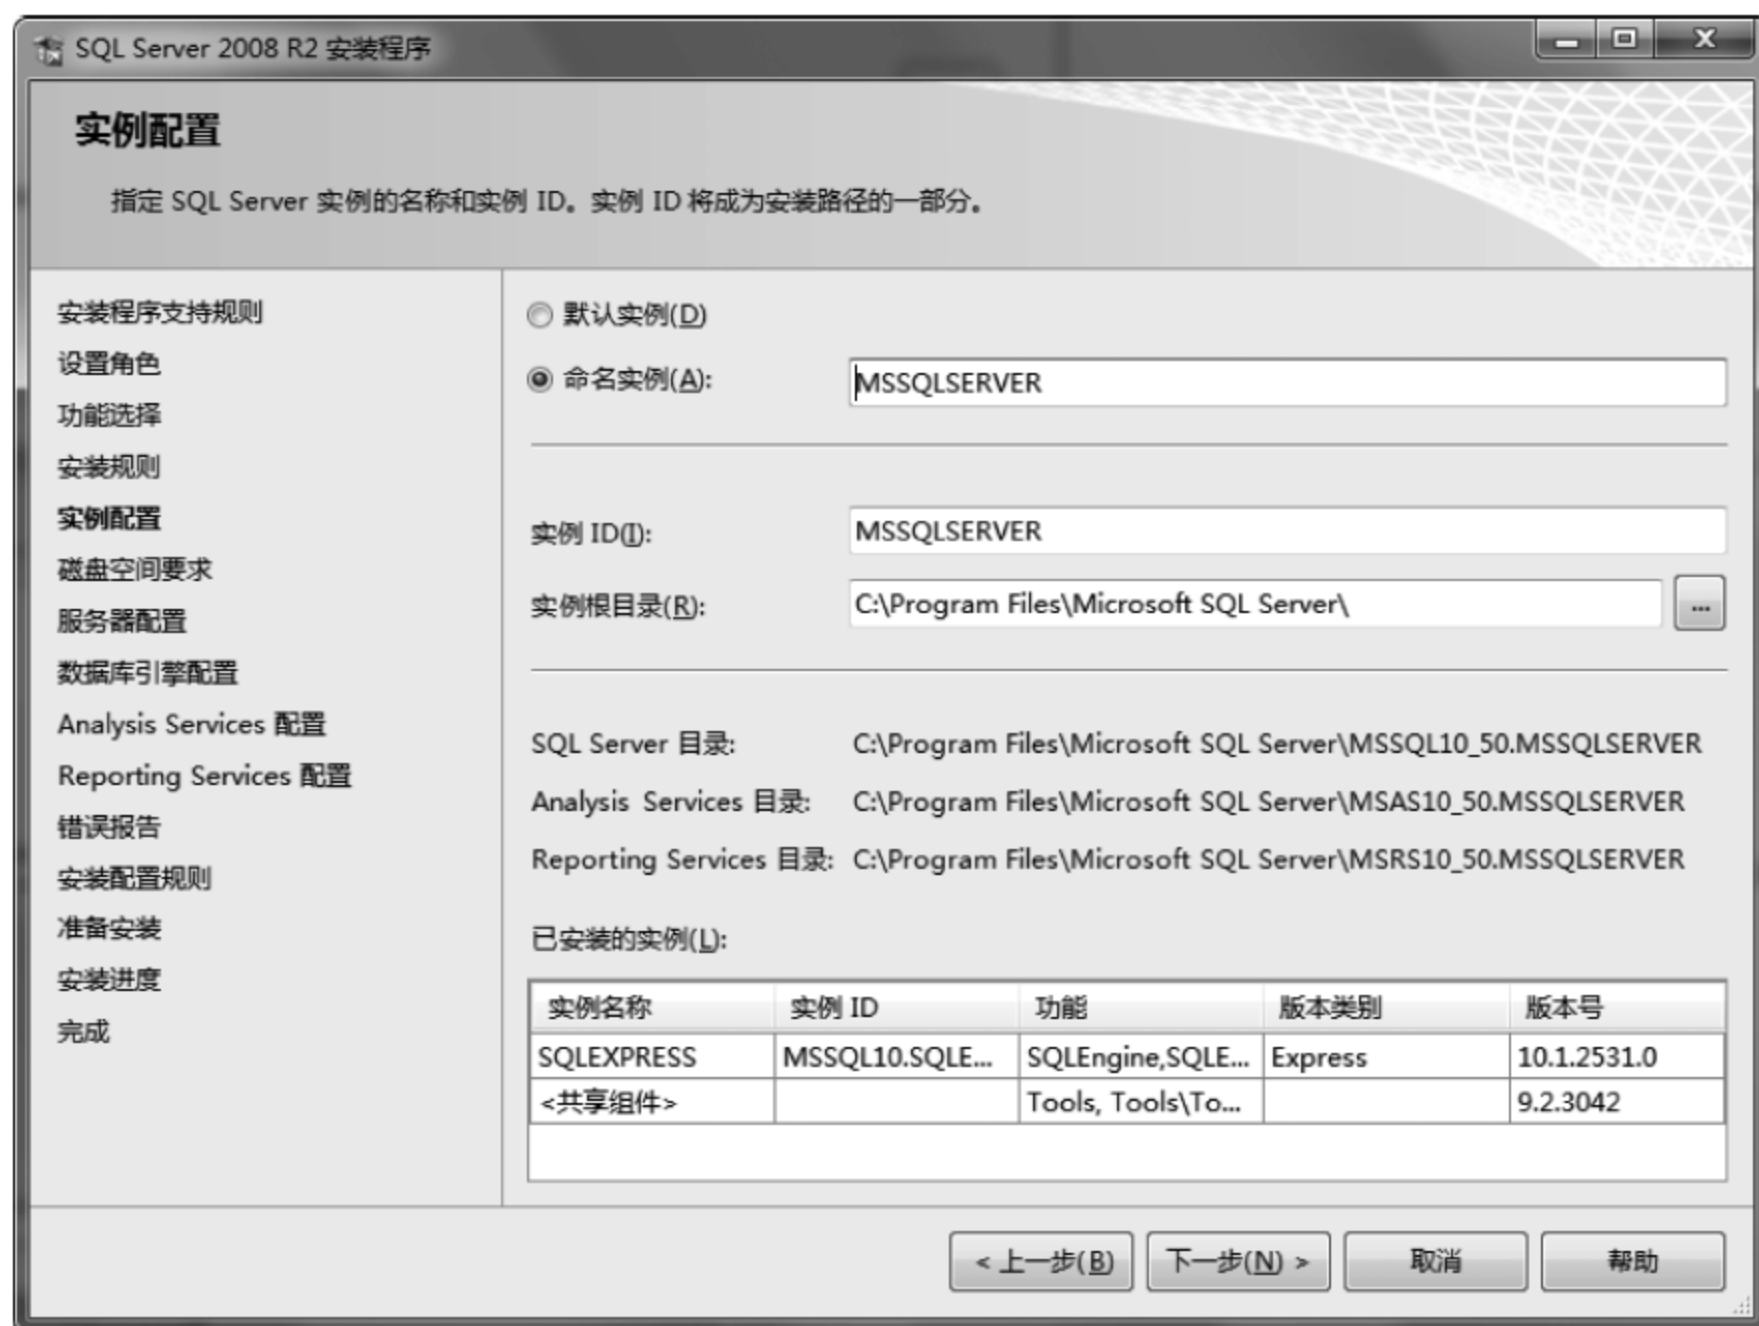 SQL Server 2008 R2 安装程序
实例配置
指定 SQL Server 实例的名称和实例 ID。实例 ID 将成为安装路径的一部分。
安装程序支持规则
设置角色
功能选择
安装规则
实例配置
磁盘空间要求
服务器配置
数据库引擎配置
Analysis Services 配置
Reporting Services 配置
错误报告
安装配置规则
准备安装
安装进度
完成
默认实例(D)
命名实例(A): MSSQLSERVER
实例 ID(I): MSSQLSERVER
实例根目录(R): C:\Program Files\Microsoft SQL Server\ ...
SQL Server 目录: C:\Program Files\Microsoft SQL Server\MSSQL10_50.MSSQLSERVER
Analysis Services 目录: C:\Program Files\Microsoft SQL Server\MSAS10_50.MSSQLSERVER
Reporting Services 目录: C:\Program Files\Microsoft SQL Server\MSRS10_50.MSSQLSERVER
已安装的实例(L):
实例名称 实例 ID 功能 版本类别 版本号
SQLEXPRESS MSSQL10.SQLE... SQLEngine,SQLE... Express 10.1.2531.0
<共享组件> Tools, Tools\To... 9.2.3042
< 上一步(B) 下一步(N) > 取消 帮助